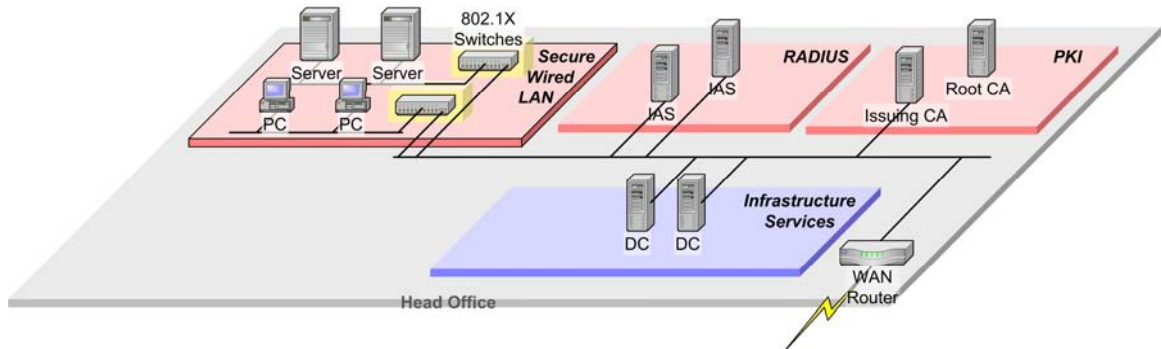 802.1X
Switches
Server
Server
Secure
Wired
LAN
PC
PC
IAS
IAS
RADIUS
Root CA
Issuing CA
PKI
DC
DC
Infrastructure
Services
WAN
Router
Head Office